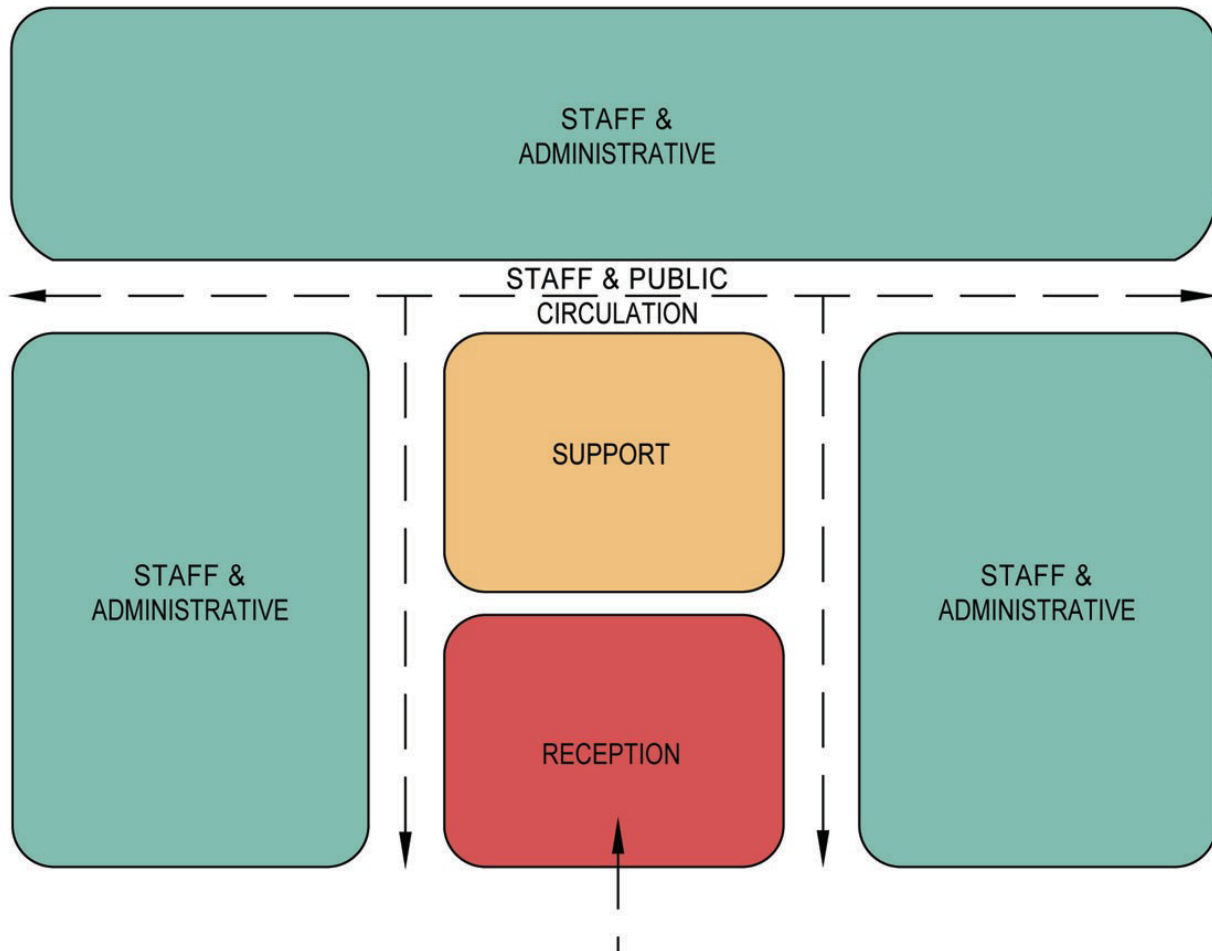 STAFF &
ADMINISTRATIVE
STAFF & PUBLIC
CIRCULATION
SUPPORT
STAFF &
ADMINISTRATIVE
STAFF &
ADMINISTRATIVE
RECEPTION